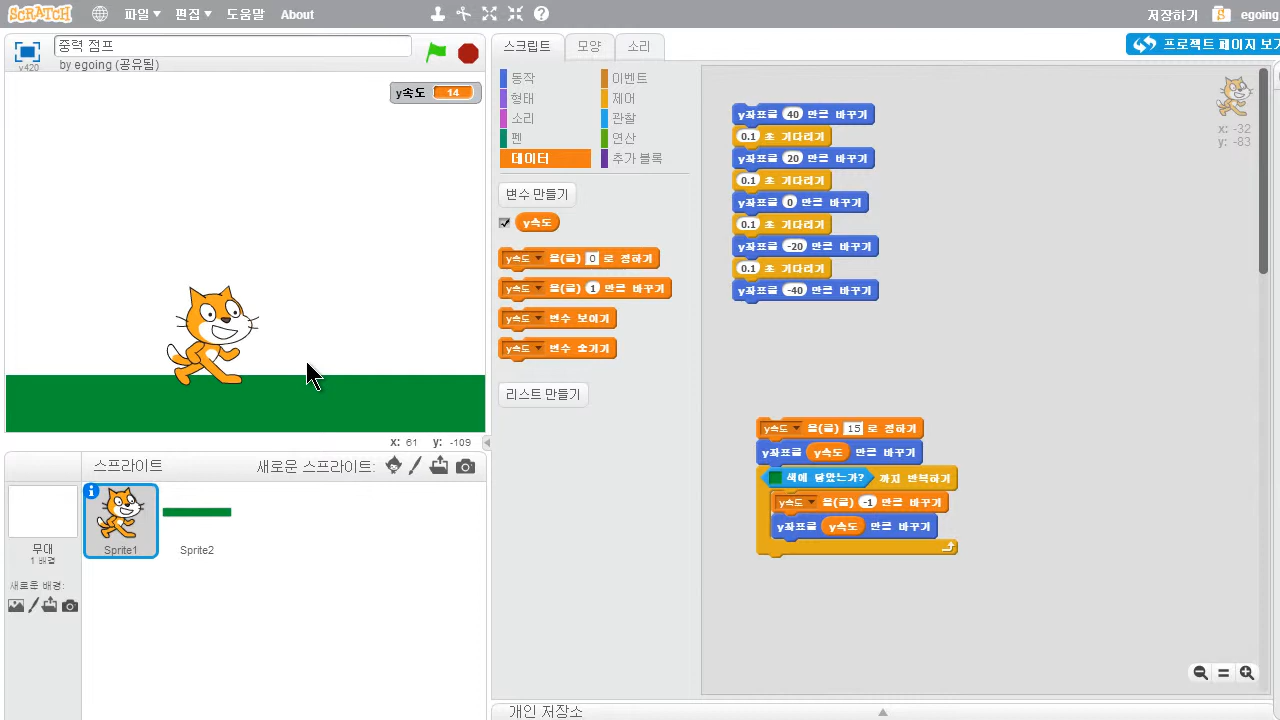 SCRATCH 파일 편집 도움말 About 저장하기 egoing
중력 점프
by egoing (공유됨)
v420
스크립트 모양 소리
프로젝트 페이지 보기
y속도 14
동작 이벤트
형태 제어
소리 관찰
펜 연산
데이터 추가 블록
변수 만들기
y속도
y속도 을(를) 0 로 정하기
y속도 을(를) 1 만큼 바꾸기
y속도 변수 보이기
y속도 변수 숨기기
리스트 만들기
x: -32
y: -83
y좌표를 40 만큼 바꾸기
0.1 초 기다리기
y좌표를 20 만큼 바꾸기
0.1 초 기다리기
y좌표를 0 만큼 바꾸기
0.1 초 기다리기
y좌표를 -20 만큼 바꾸기
0.1 초 기다리기
y좌표를 -40 만큼 바꾸기
y속도 을(를) 15 로 정하기
y좌표를 y속도 만큼 바꾸기
색에 닿았는가? 까지 반복하기
y속도 을(를) -1 만큼 바꾸기
y좌표를 y속도 만큼 바꾸기
x: 61 y: -109
스프라이트 새로운 스프라이트:
무대
1 배경
새로운 배경:
Sprite1 Sprite2
개인 저장소